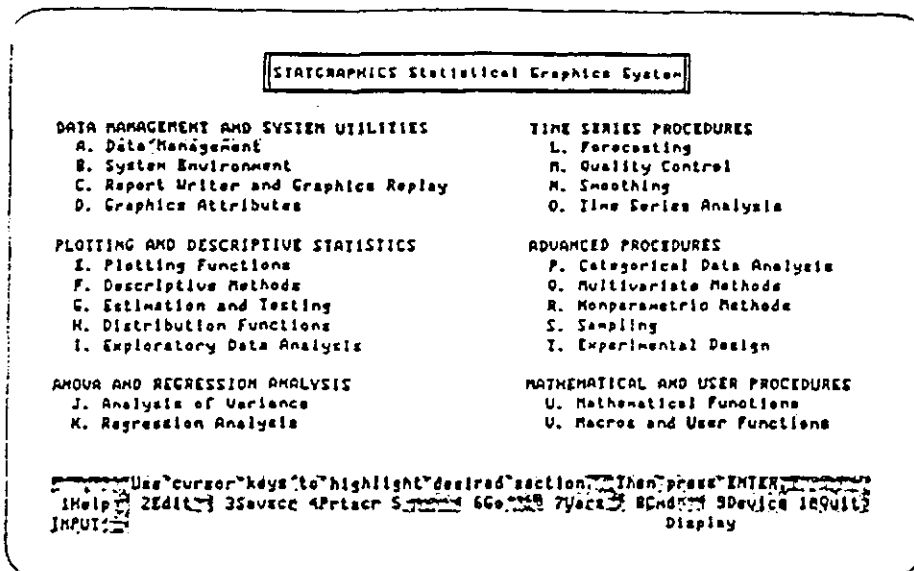 STATGRAPHICS Statistical Graphics System
DATA MANAGEMENT AND SYSTEM UTILITIES
A. Data Management
B. System Environment
C. Report Writer and Graphics Replay
D. Graphics Attributes
PLOTTING AND DESCRIPTIVE STATISTICS
E. Plotting Functions
F. Descriptive Methods
G. Estimation and Testing
H. Distribution Functions
I. Exploratory Data Analysis
ANOVA AND REGRESSION ANALYSIS
J. Analysis of Variance
K. Regression Analysis
TIME SERIES PROCEDURES
L. Forecasting
M. Quality Control
N. Smoothing
O. Time Series Analysis
ADVANCED PROCEDURES
P. Categorical Data Analysis
Q. Multivariate Methods
R. Nonparametric Methods
S. Sampling
T. Experimental Design
MATHEMATICAL AND USER PROCEDURES
U. Mathematical Functions
V. Macros and User Functions
Use cursor keys to highlight desired section. Then press ENTER.
1Help 2Edit 3Savscr 4Prtscr 5 6Go 7Vars 8Cmd 9Device 10Quit
INPUT Display